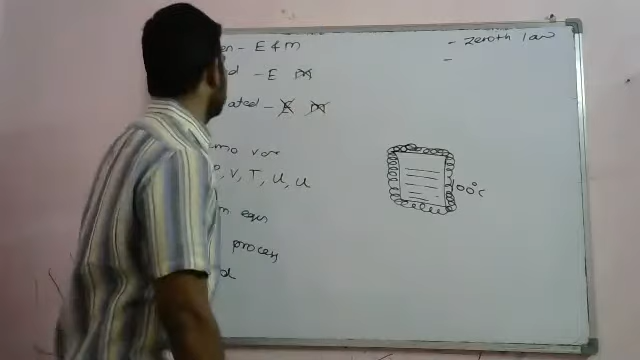 en - E & M
d - E M
ated - E M
mo var
P, V, T, U, U
m eqn
process
d
- Zeroth law
-
100°C